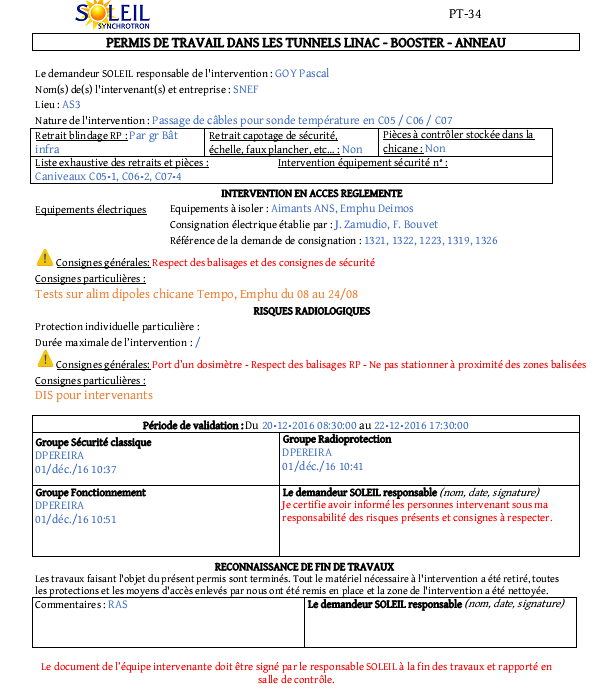 SOLEIL
SYNCHROTRON
PT-34
PERMIS DE TRAVAIL DANS LES TUNNELS LINAC - BOOSTER - ANNEAU
Le demandeur SOLEIL responsable de l'intervention : GOY Pascal
Nom(s) de(s) l'intervenant(s) et entreprise : SNEF
Lieu : AS3
Nature de l'intervention : Passage de câbles pour sonde température en C05 / C06 / C07
Retrait blindage RP : Par gr Bât
infra
Retrait capotage de sécurité,
échelle, faux plancher, etc... : Non
Pièces à contrôler stockée dans la
chicane : Non
Liste exhaustive des retraits et pièces : Intervention équipement sécurité n° :
Caniveaux C05-1, C06-2, C07-4
INTERVENTION EN ACCES REGLEMENTE
Equipements électriques
Equipements à isoler : Aimants ANS, Emphu Deimos
Consignation électrique établie par : J. Zamudio, F. Bouvet
Référence de la demande de consignation : 1321, 1322, 1223, 1319, 1326
Consignes générales: Respect des balisages et des consignes de sécurité
Consignes particulières :
Tests sur alim dipoles chicane Tempo, Emphu du 08 au 24/08
RISQUES RADIOLOGIQUES
Protection individuelle particulière :
Durée maximale de l'intervention : /
Consignes générales: Port d'un dosimètre - Respect des balisages RP - Ne pas stationner à proximité des zones balisées
Consignes particulières :
DIS pour intervenants
Période de validation : Du 20-12-2016 08:30:00 au 22-12-2016 17:30:00
Groupe Sécurité classique
DPEREIRA
01/déc./16 10:37
Groupe Radioprotection
DPEREIRA
01/déc./16 10:41
Groupe Fonctionnement
DPEREIRA
01/déc./16 10:51
Le demandeur SOLEIL responsable (nom, date, signature)
Je certifie avoir informé les personnes intervenant sous ma
responsabilité des risques présents et consignes à respecter.
RECONNAISSANCE DE FIN DE TRAVAUX
Les travaux faisant l'objet du présent permis sont terminés. Tout le matériel nécessaire à l'intervention a été retiré, toutes
les protections et les moyens d'accès enlevés par nous ont été remis en place et la zone de l'intervention a été nettoyée.
Commentaires : RAS
Le demandeur SOLEIL responsable (nom, date, signature)
Le document de l'équipe intervenante doit être signé par le responsable SOLEIL à la fin des travaux et rapporté en
salle de contrôle.